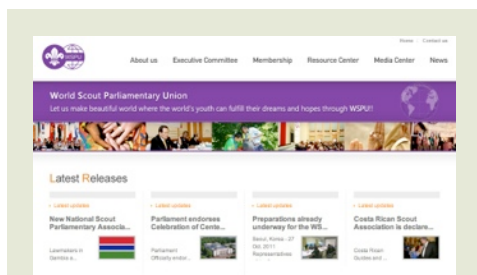 Home Contact us
WSPU
About us Executive Committee Membership Resource Center Media Center News
World Scout Parliamentary Union
Let us make beautiful world where the world's youth can fulfill their dreams and hopes through WSPU!!
Latest Releases
Latest updates Latest updates Latest updates Latest updates
New National Scout Parliament endorses Preparations already Costa Rican Scout
Parliamentary Associa... Celebration of Cente... underway for the WS... Association is declare...
Lawmakers in Gambia a...
Parliament Officially endor...
Seoul, Korea - 27 Oct. 2011 Representatives
Costa Rican Guides and ...